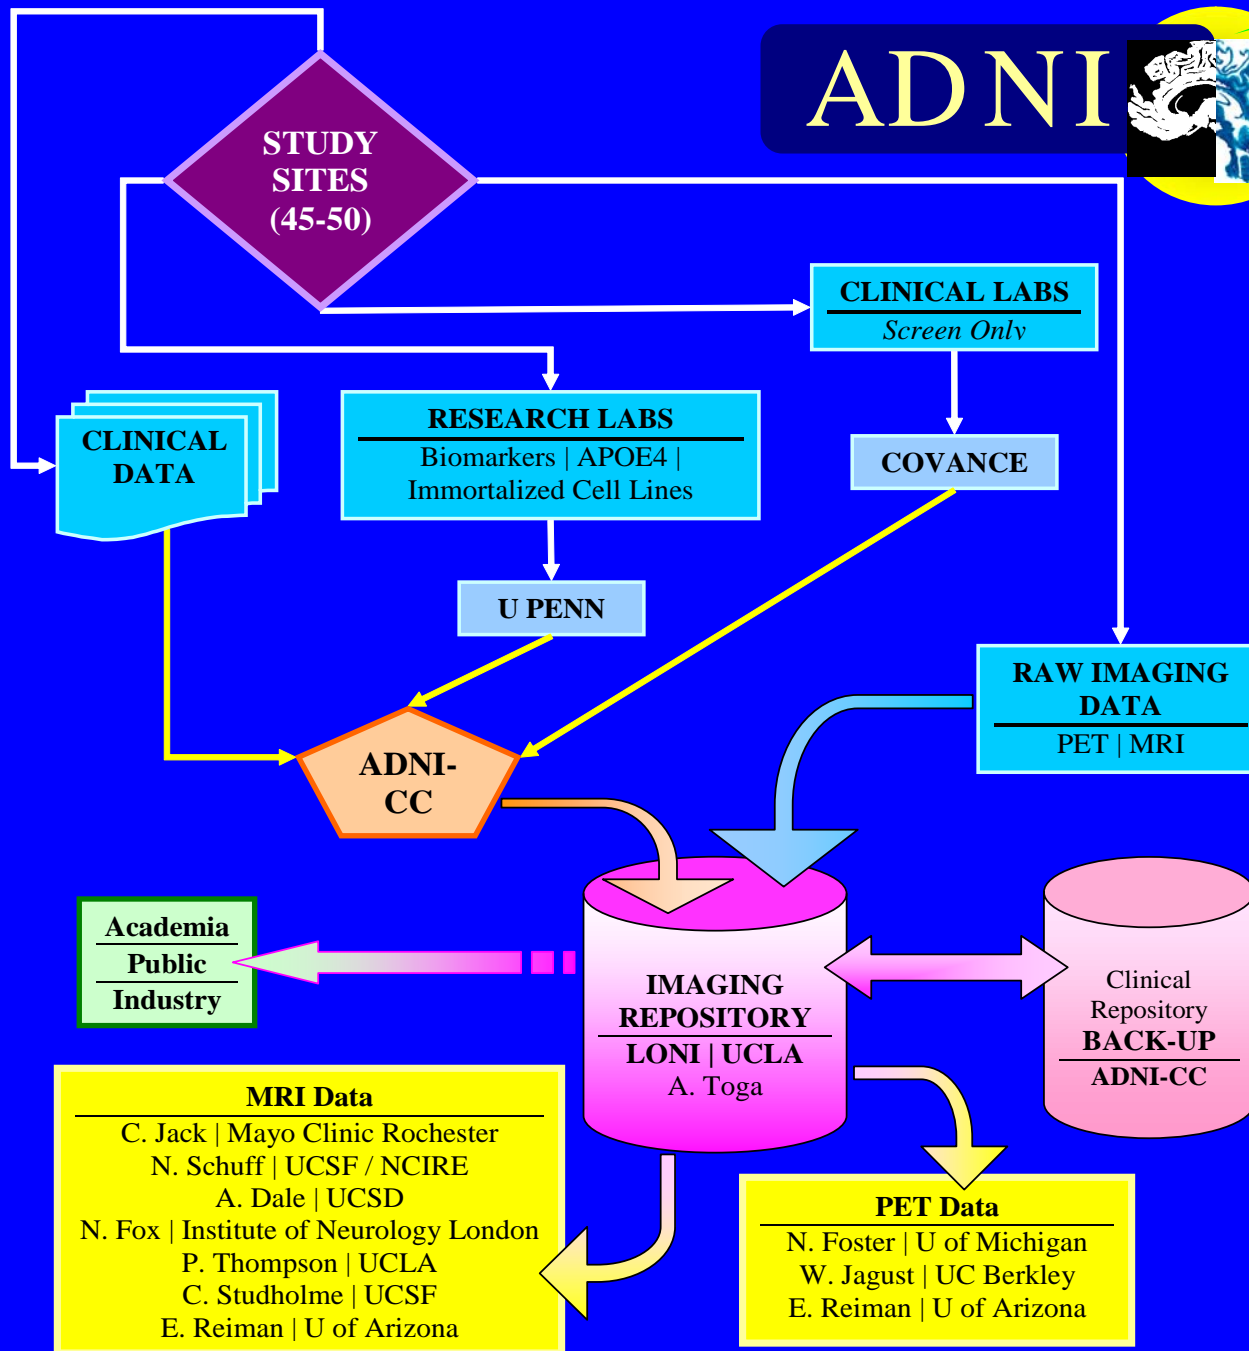 ADNI
STUDY
SITES
(45-50)
CLINICAL LABS
Screen Only
CLINICAL
DATA
RESEARCH LABS
Biomarkers | APOE4 |
Immortalized Cell Lines
COVANCE
U PENN
RAW IMAGING
DATA
PET | MRI
ADNI-
CC
Academia
Public
Industry
IMAGING
REPOSITORY
LONI | UCLA
A. Toga
Clinical
Repository
BACK-UP
ADNI-CC
MRI Data
C. Jack | Mayo Clinic Rochester
N. Schuff | UCSF / NCIRE
A. Dale | UCSD
N. Fox | Institute of Neurology London
P. Thompson | UCLA
C. Studholme | UCSF
E. Reiman | U of Arizona
PET Data
N. Foster | U of Michigan
W. Jagust | UC Berkley
E. Reiman | U of Arizona